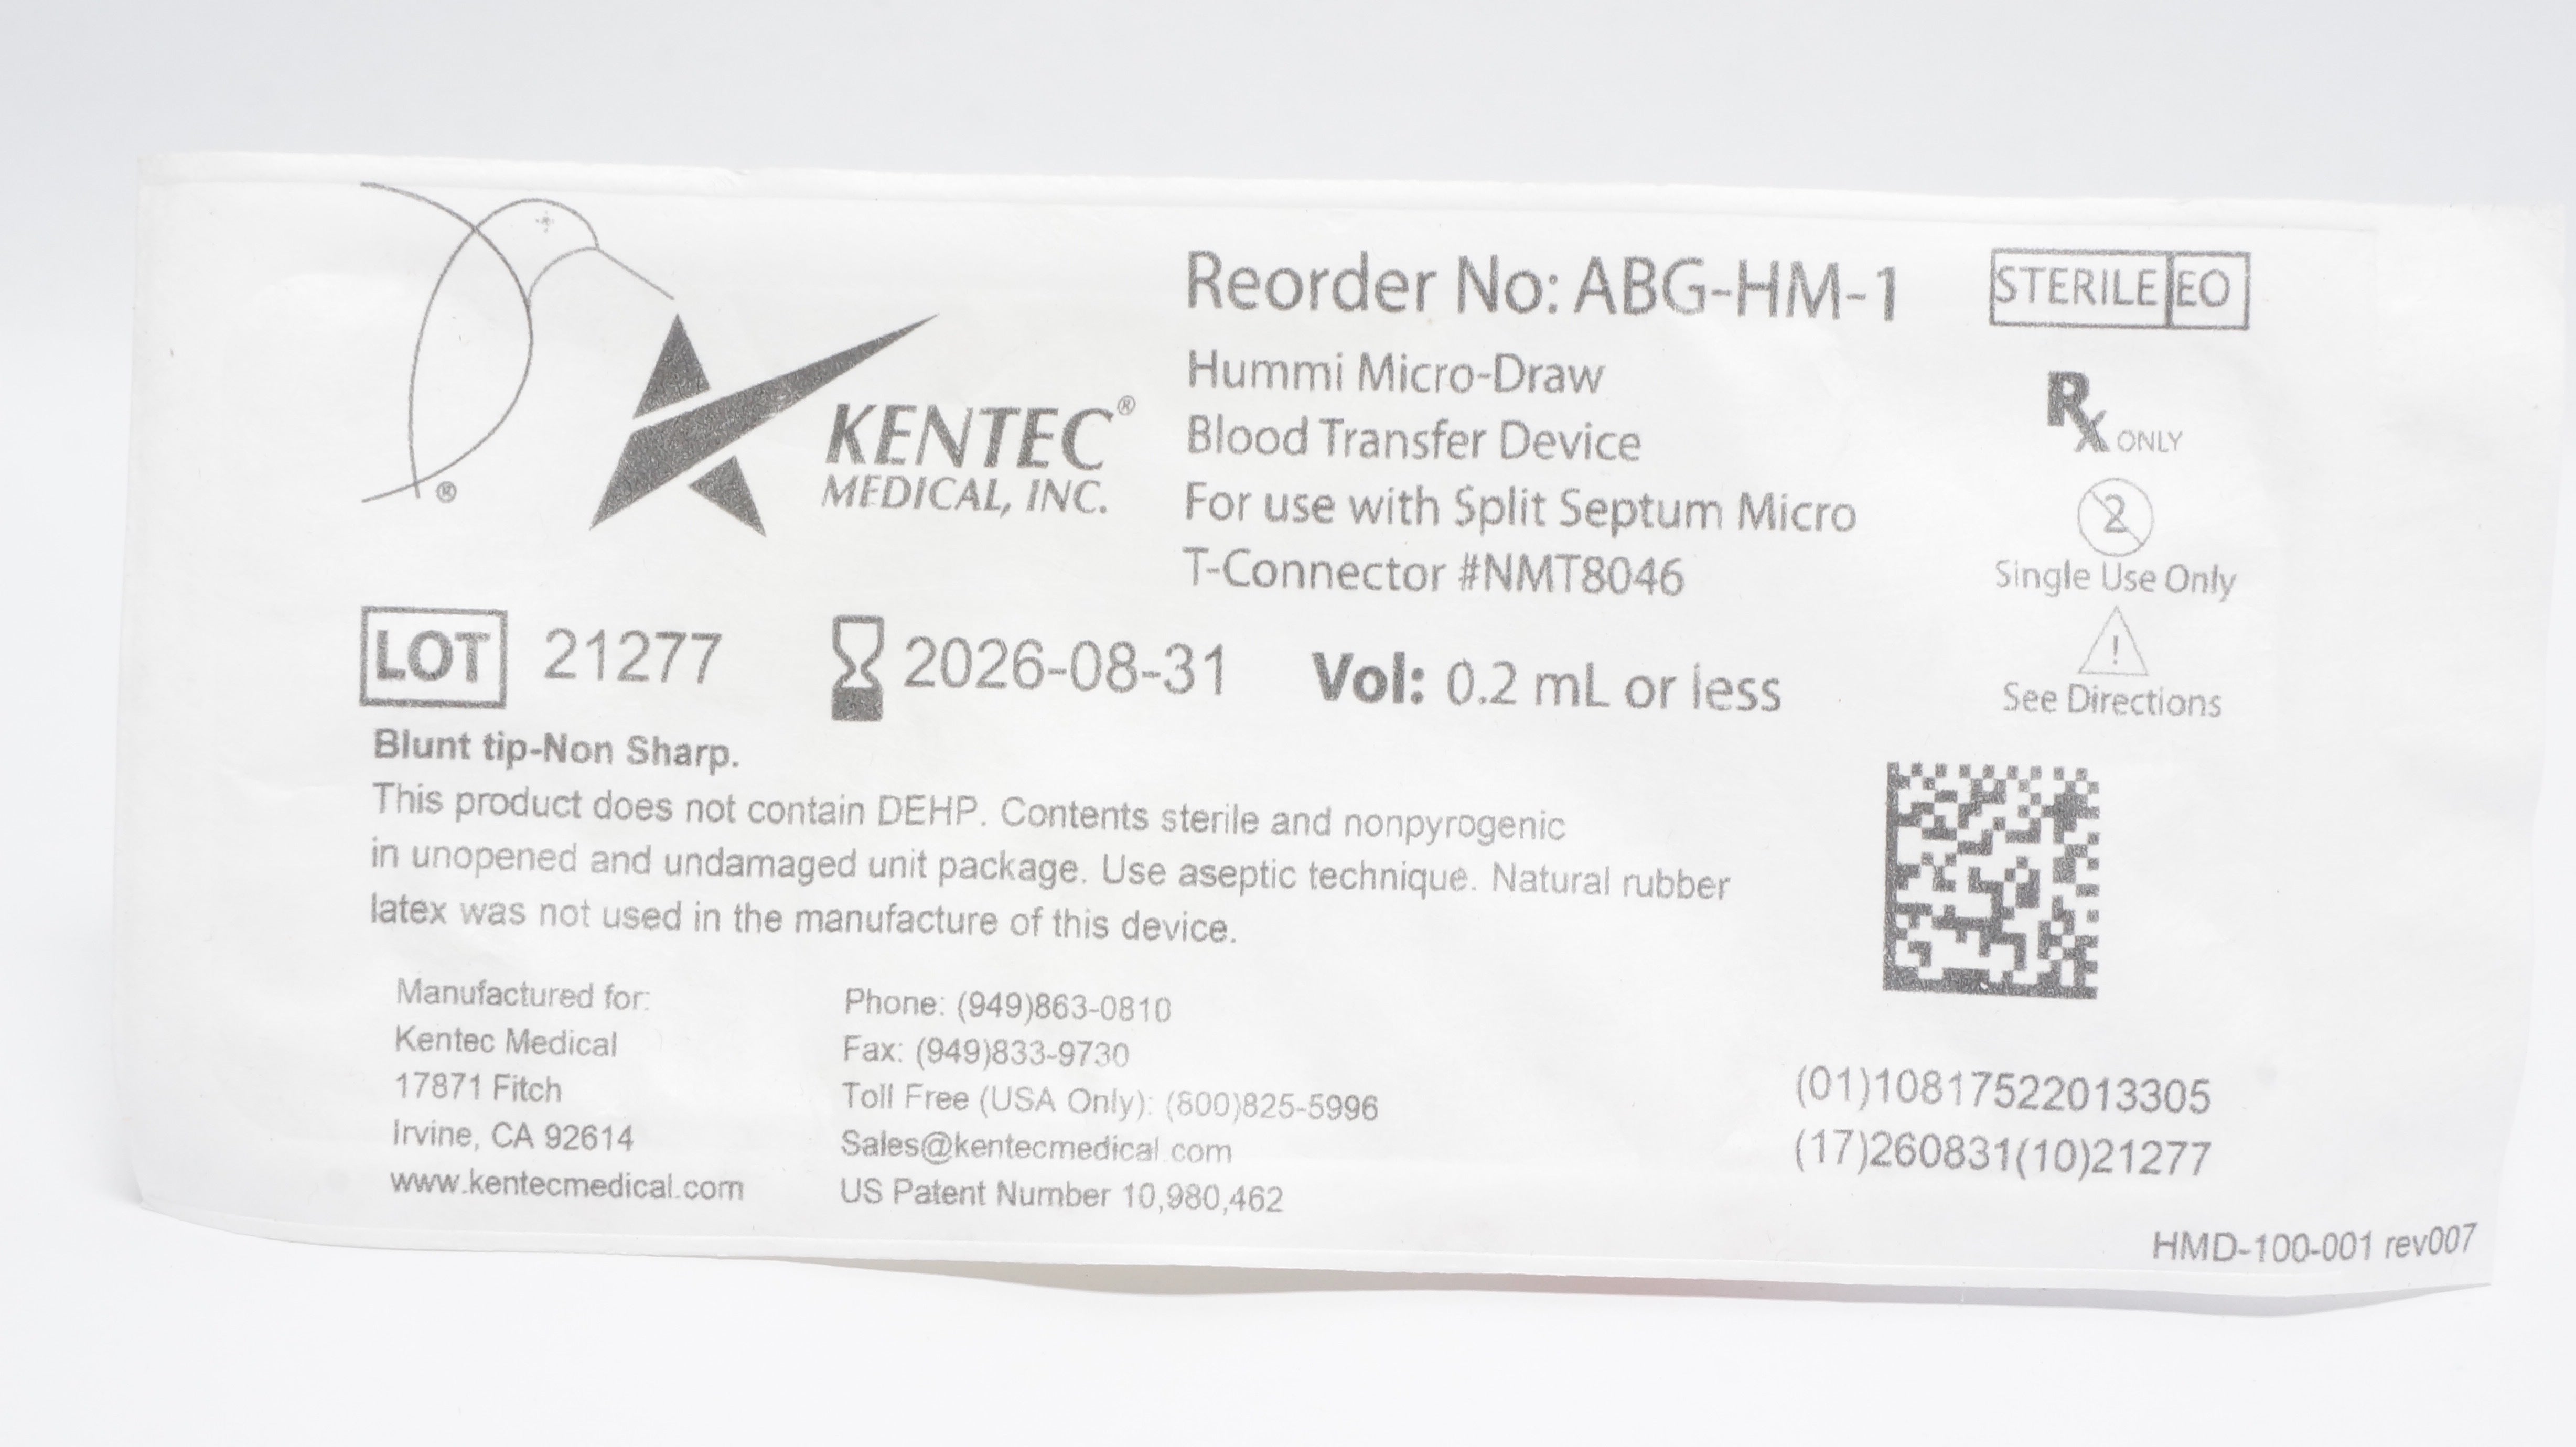 Reorder No: ABG-HM-1
STERILE EO
Hummi Micro-Draw
Blood Transfer Device
For use with Split Septum Micro
T-Connector #NMT8046
Rx ONLY
2
Single Use Only
!
See Directions
®
KENTEC®
MEDICAL, INC.
LOT 21277
2026-08-31
Vol: 0.2 mL or less
Blunt tip-Non Sharp.
This product does not contain DEHP. Contents sterile and nonpyrogenic
in unopened and undamaged unit package. Use aseptic technique. Natural rubber
latex was not used in the manufacture of this device.
Manufactured for:
Kentec Medical
17871 Fitch
Irvine, CA 92614
www.kentecmedical.com
Phone: (949)863-0810
Fax: (949)833-9730
Toll Free (USA Only): (800)825-5996
Sales@kentecmedical.com
US Patent Number 10,980,462
(01)10817522013305
(17)260831(10)21277
HMD-100-001 rev007